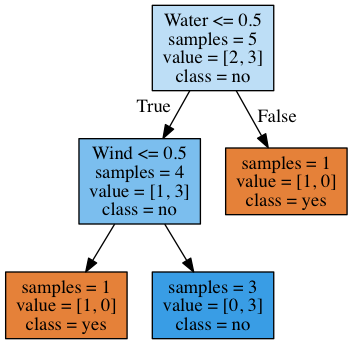 Water <= 0.5
samples = 5
value = [2, 3]
class = no
True
False
Wind <= 0.5
samples = 4
value = [1, 3]
class = no
samples = 1
value = [1, 0]
class = yes
samples = 1
value = [1, 0]
class = yes
samples = 3
value = [0, 3]
class = no